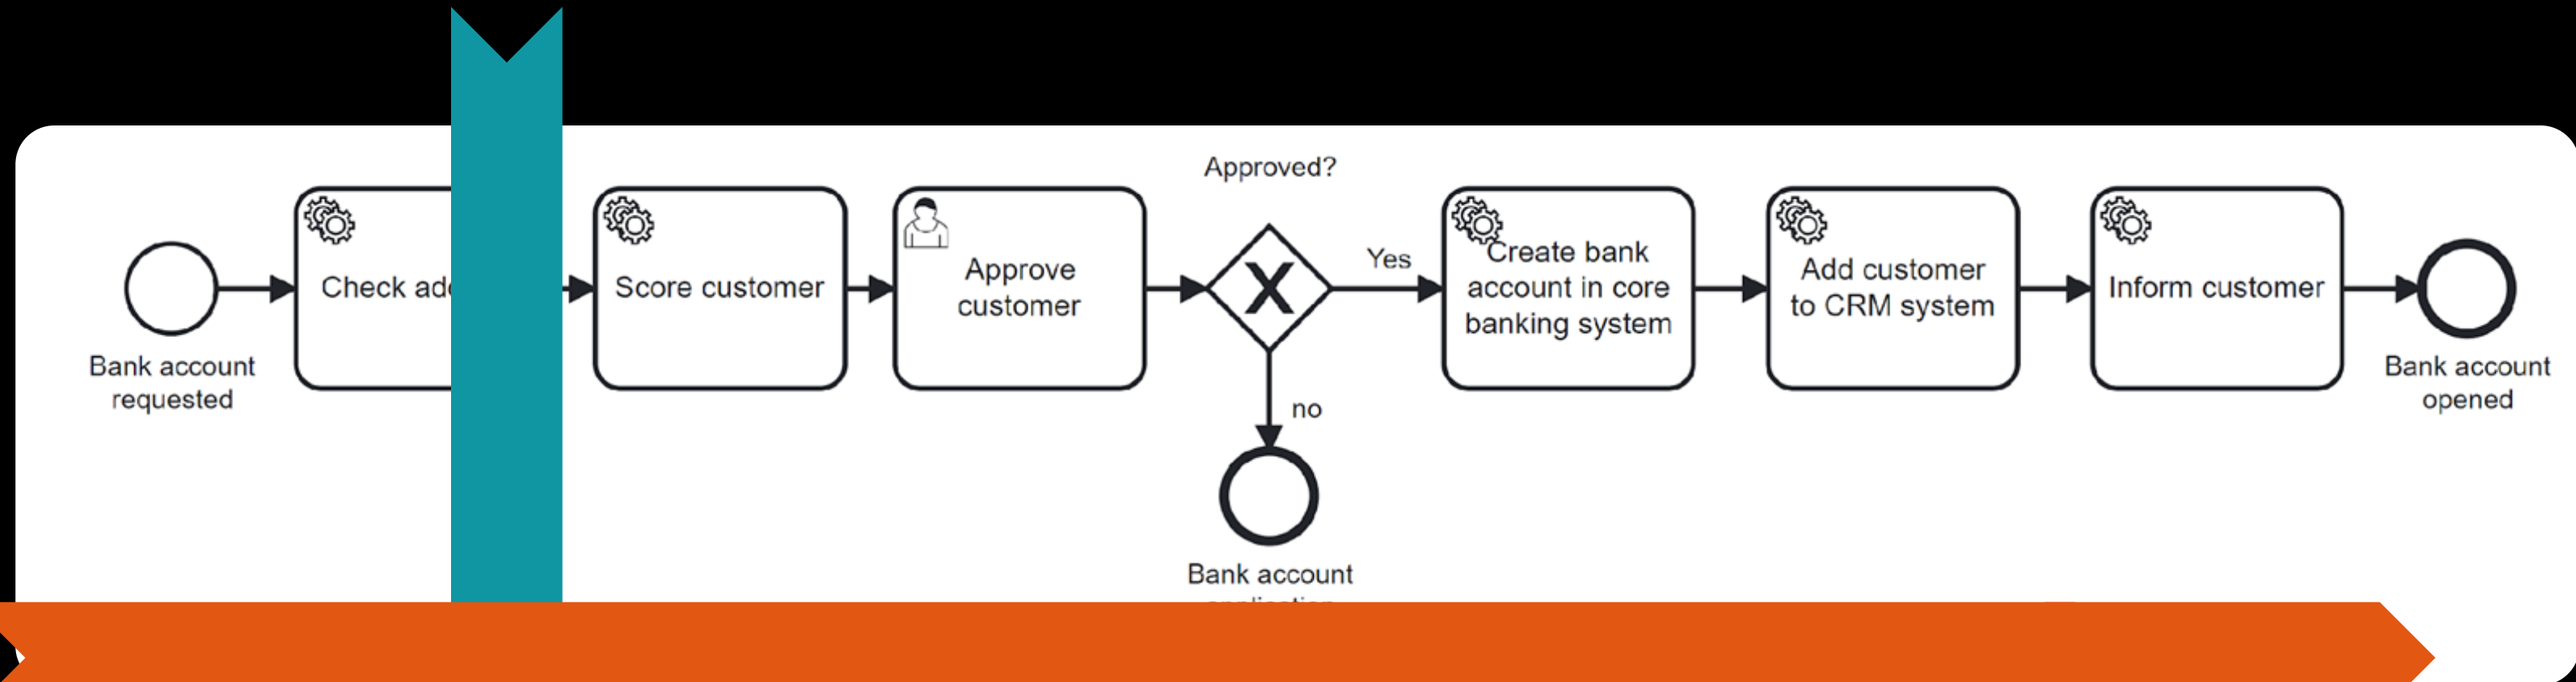 Approved?
Bank account
requested
Check
Score customer
Approve
customer
X
Yes
no
Create bank
account in core
banking system
Add customer
to CRM system
Inform customer
Bank account
opened
Bank account